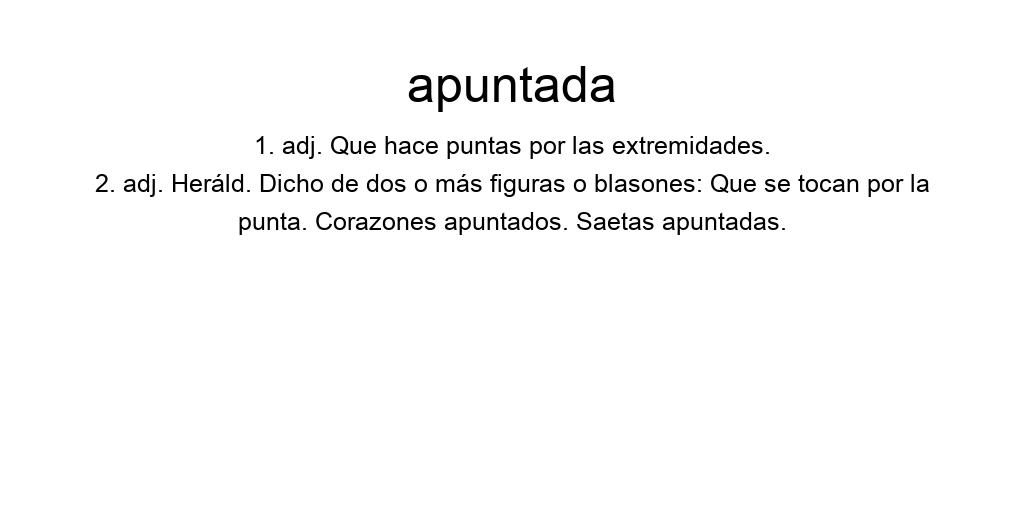 apuntada
1. adj. Que hace puntas por las extremidades.
2. adj. Heráld. Dicho de dos o más figuras o blasones: Que se tocan por la
punta. Corazones apuntados. Saetas apuntadas.